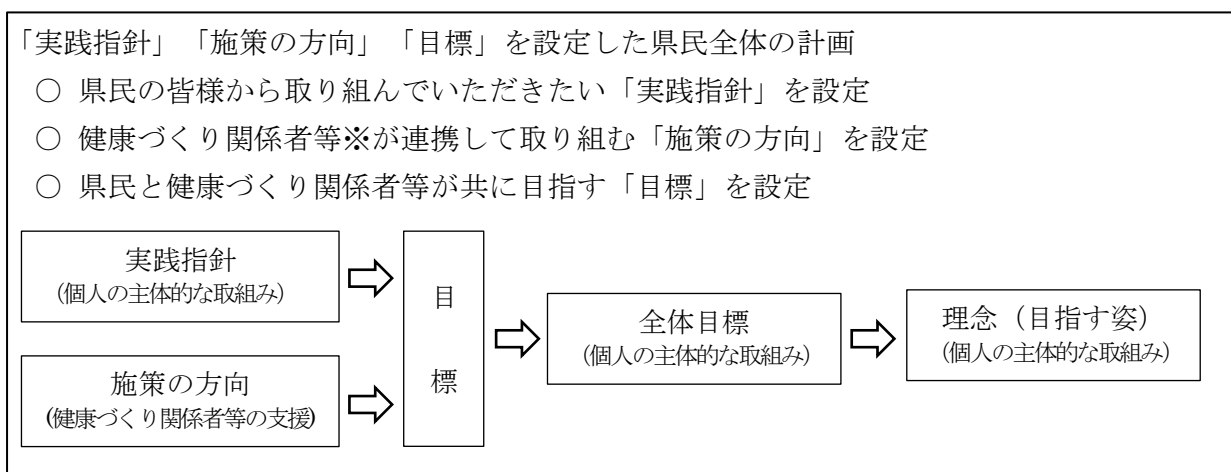 「実践指針」「施策の方向」「目標」を設定した県民全体の計画
○ 県民の皆様から取り組んでいただきたい「実践指針」を設定
○ 健康づくり関係者等※が連携して取り組む「施策の方向」を設定
○ 県民と健康づくり関係者等が共に目指す「目標」を設定
実践指針
(個人の主体的な取組み)
施策の方向
(健康づくり関係者等の支援)
目
標
全体目標
(個人の主体的な取組み)
理念（目指す姿）
(個人の主体的な取組み)